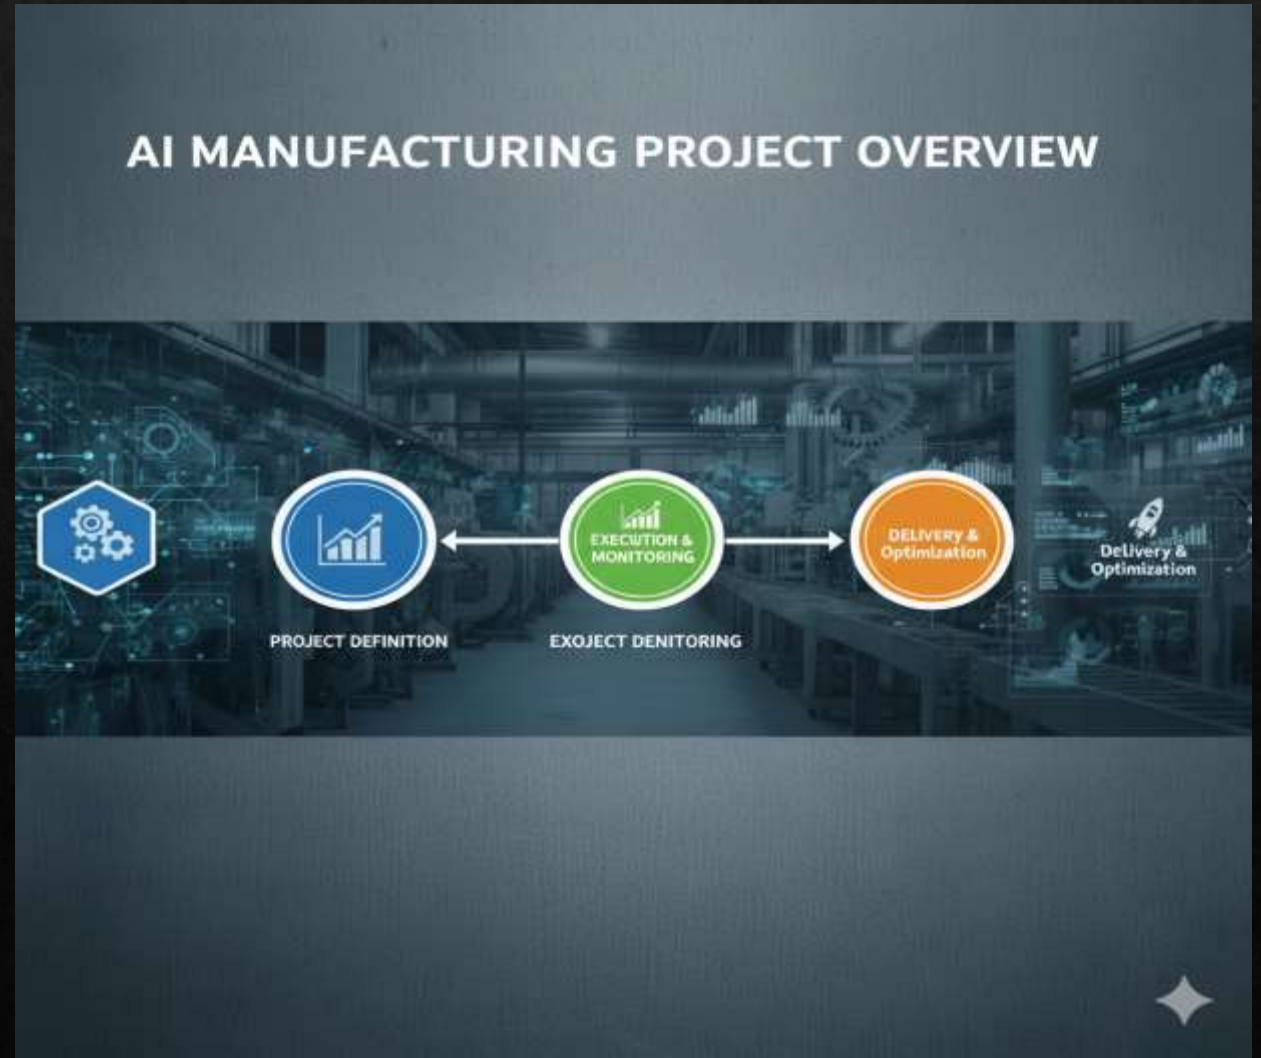 AI MANUFACTURING PROJECT OVERVIEW
EXECUTION &
MONITORING
DELIVERY &
Optimization
Delivery &
Optimization
PROJECT DEFINITION
EXOJECT DENITORING